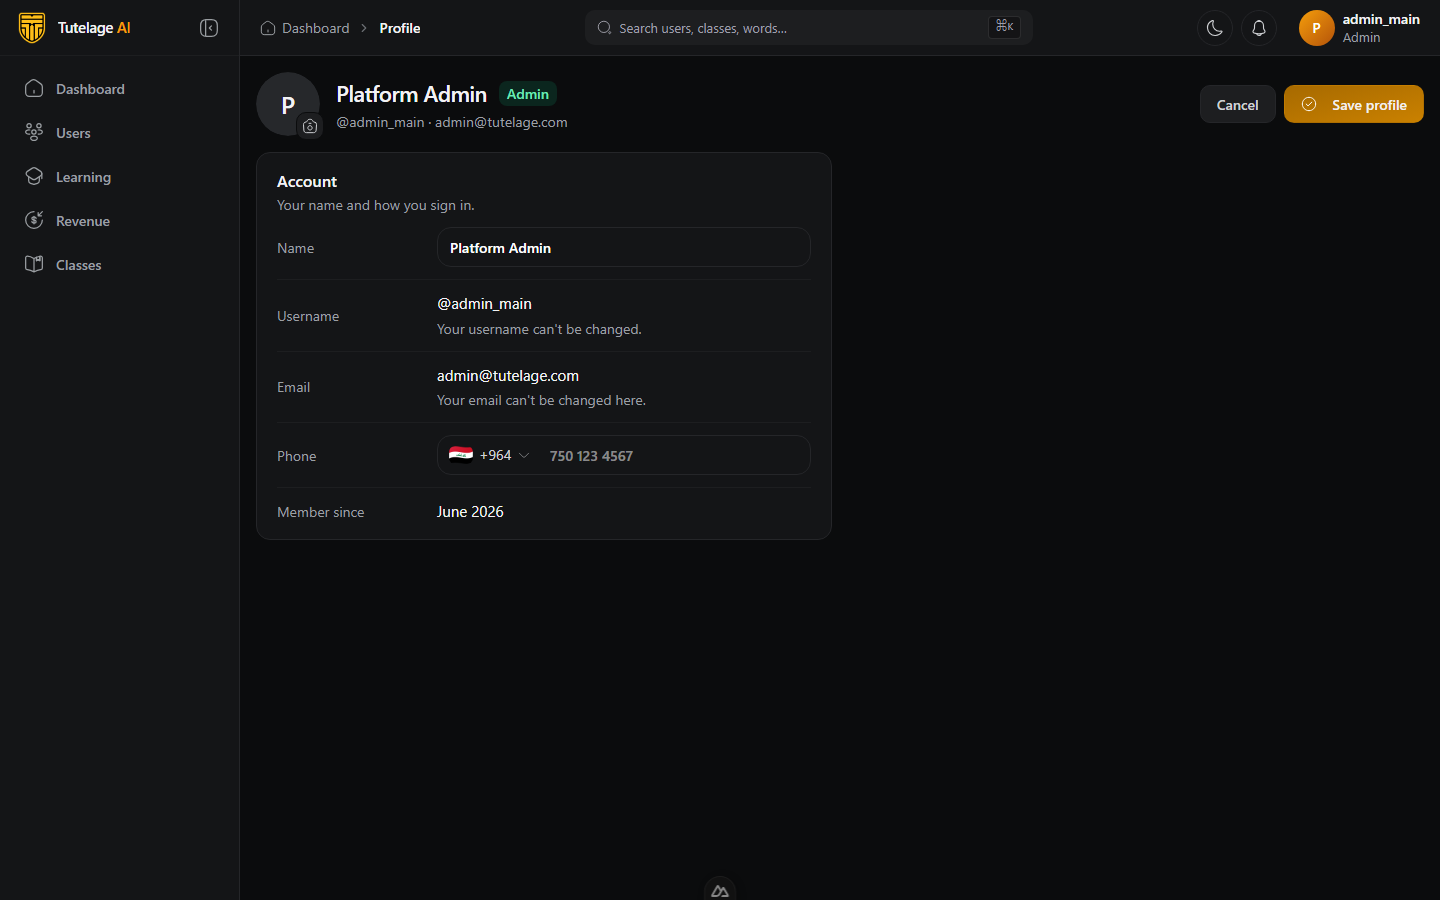 Tutelage AI
Dashboard
Profile
Search users, classes, words...
⌘K
P
admin_main
Admin
Dashboard
Users
Learning
Revenue
Classes
P
Platform Admin
Admin
@admin_main · admin@tutelage.com
Cancel
Save profile
Account
Your name and how you sign in.
Name
Platform Admin
Username
@admin_main
Your username can't be changed.
Email
admin@tutelage.com
Your email can't be changed here.
Phone
+964
750 123 4567
Member since
June 2026